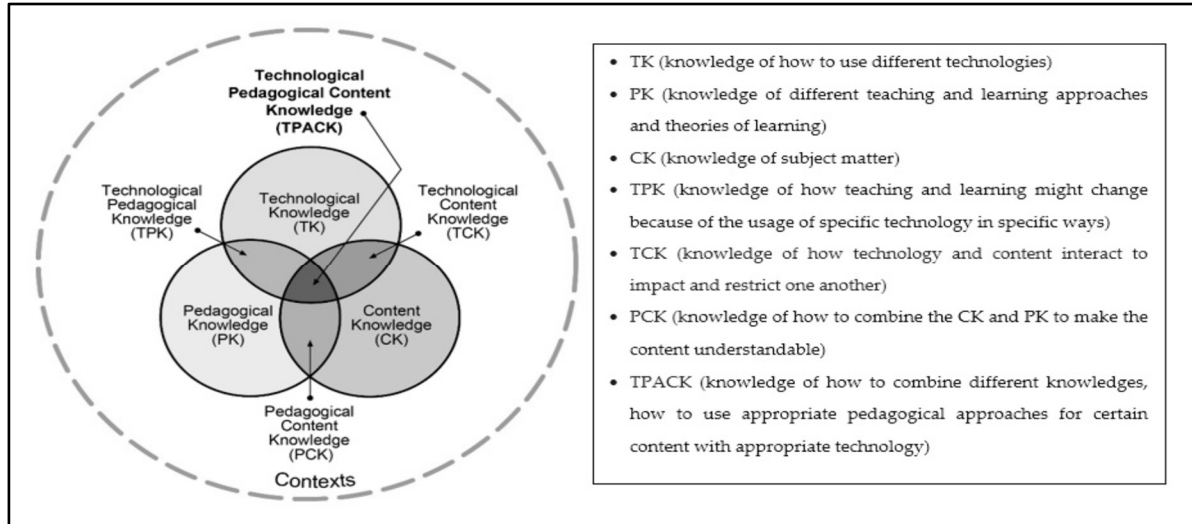 Technological
Pedagogical Content
Knowledge
(TPACK)
Technological
Pedagogical
Knowledge
(TPK)
Technological
Knowledge
(TK)
Technological
Content
Knowledge
(TCK)
Pedagogical
Knowledge
(PK)
Content
Knowledge
(CK)
Pedagogical
Content
Knowledge
(PCK)
Contexts
• TK (knowledge of how to use different technologies)
• PK (knowledge of different teaching and learning approaches
and theories of learning)
• CK (knowledge of subject matter)
• TPK (knowledge of how teaching and learning might change
because of the usage of specific technology in specific ways)
• TCK (knowledge of how technology and content interact to
impact and restrict one another)
• PCK (knowledge of how to combine the CK and PK to make the
content understandable)
• TPACK (knowledge of how to combine different knowledges,
how to use appropriate pedagogical approaches for certain
content with appropriate technology)